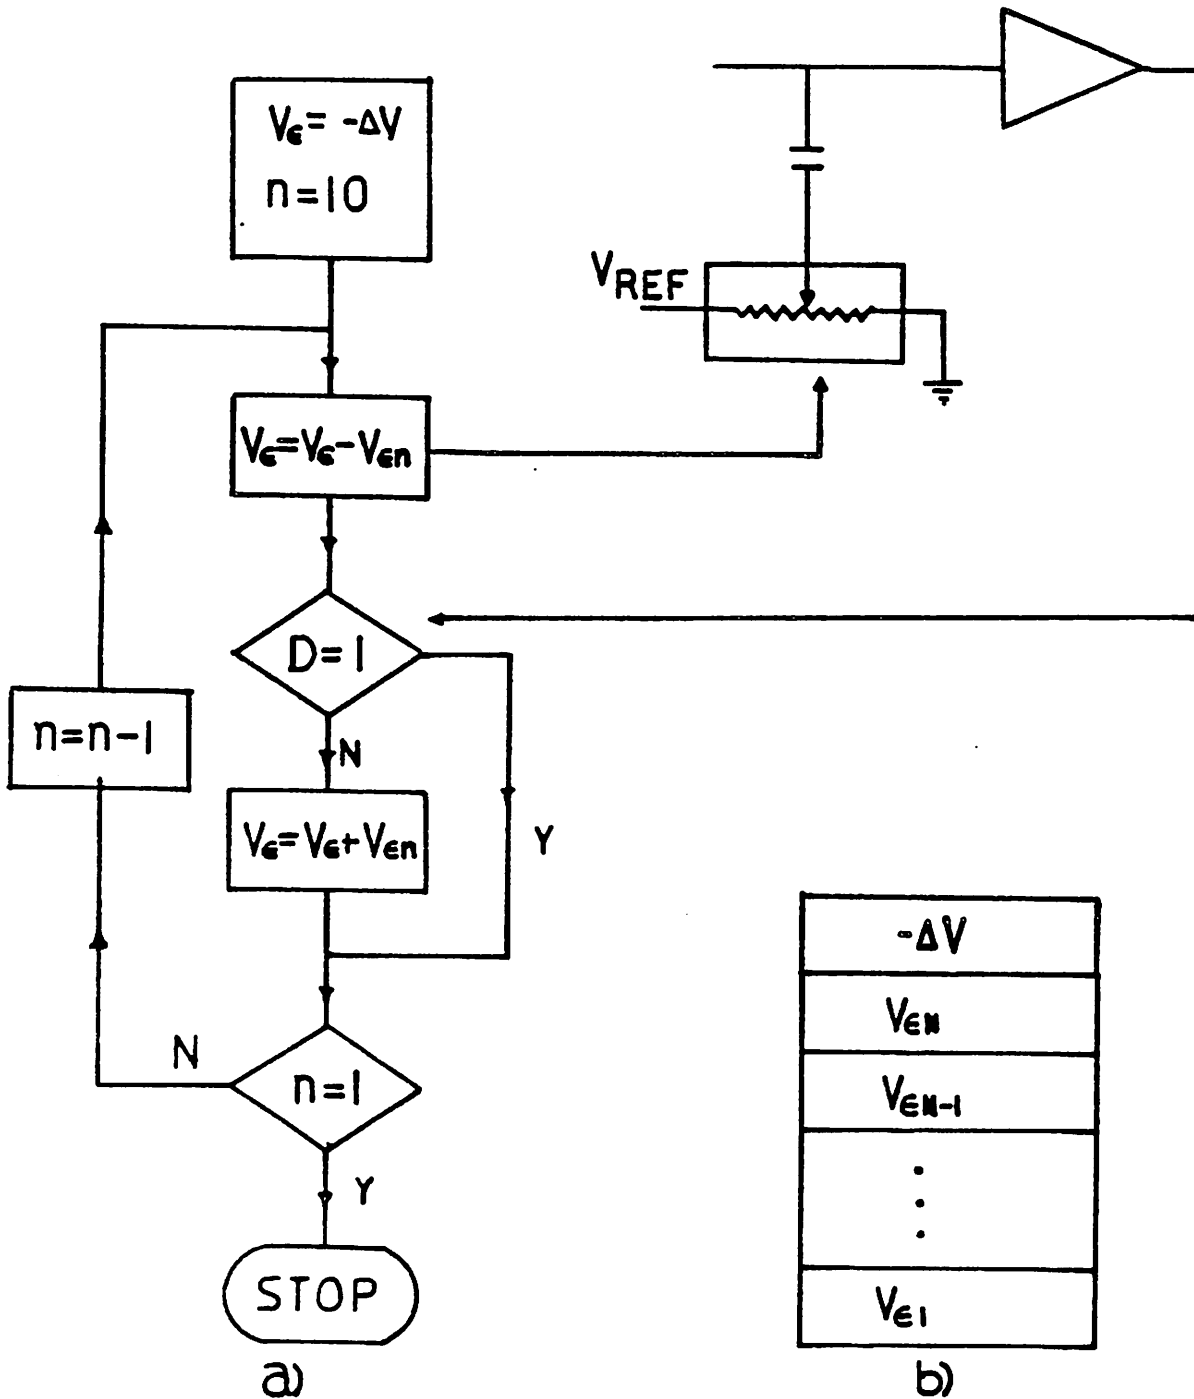 Vϵ = -ΔV
n = 10
VREF
Vϵ = Vϵ - Vϵn
D = 1
n = n-1
N
Vϵ = Vϵ + Vϵn
Y
N
n = 1
Y
STOP
a)
-ΔV
VϵN
VϵN-1
Vϵ1
b)